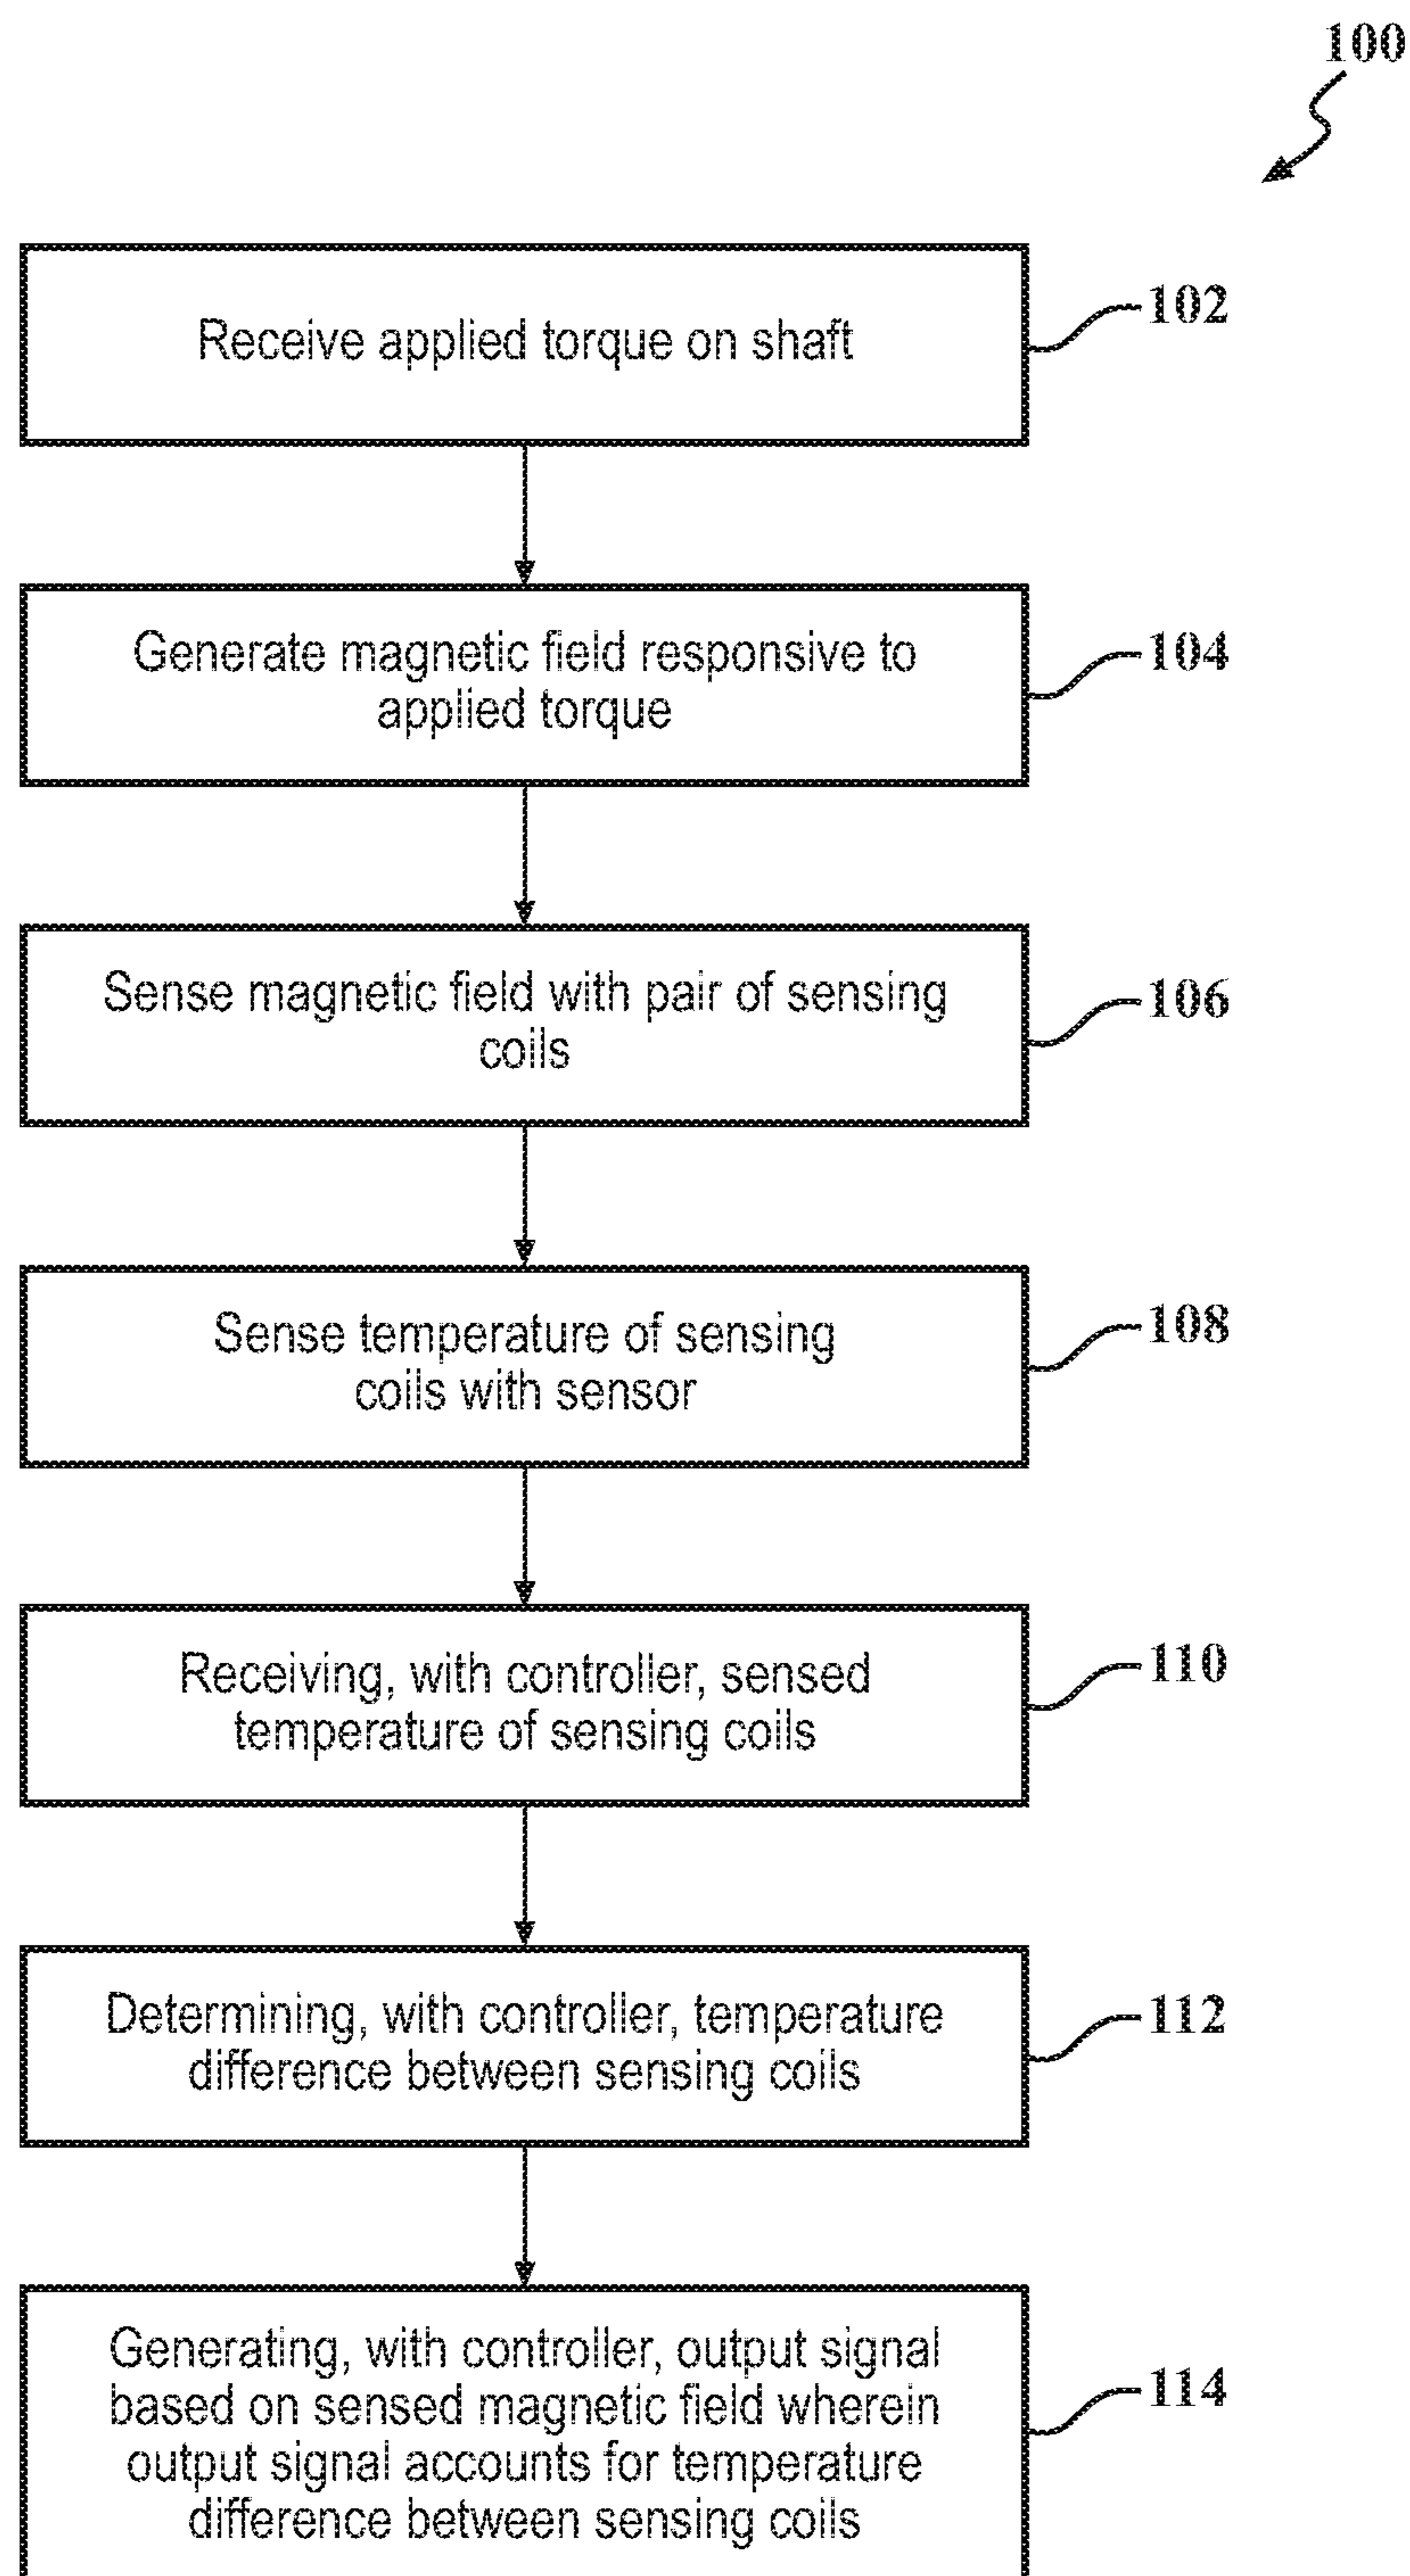 100
Receive applied torque on shaft
102
Generate magnetic field responsive to
applied torque
104
Sense magnetic field with pair of sensing
coils
106
Sense temperature of sensing
coils with sensor
108
Receiving, with controller, sensed
temperature of sensing coils
110
Determining, with controller, temperature
difference between sensing coils
112
Generating, with controller, output signal
based on sensed magnetic field wherein
output signal accounts for temperature
difference between sensing coils
114